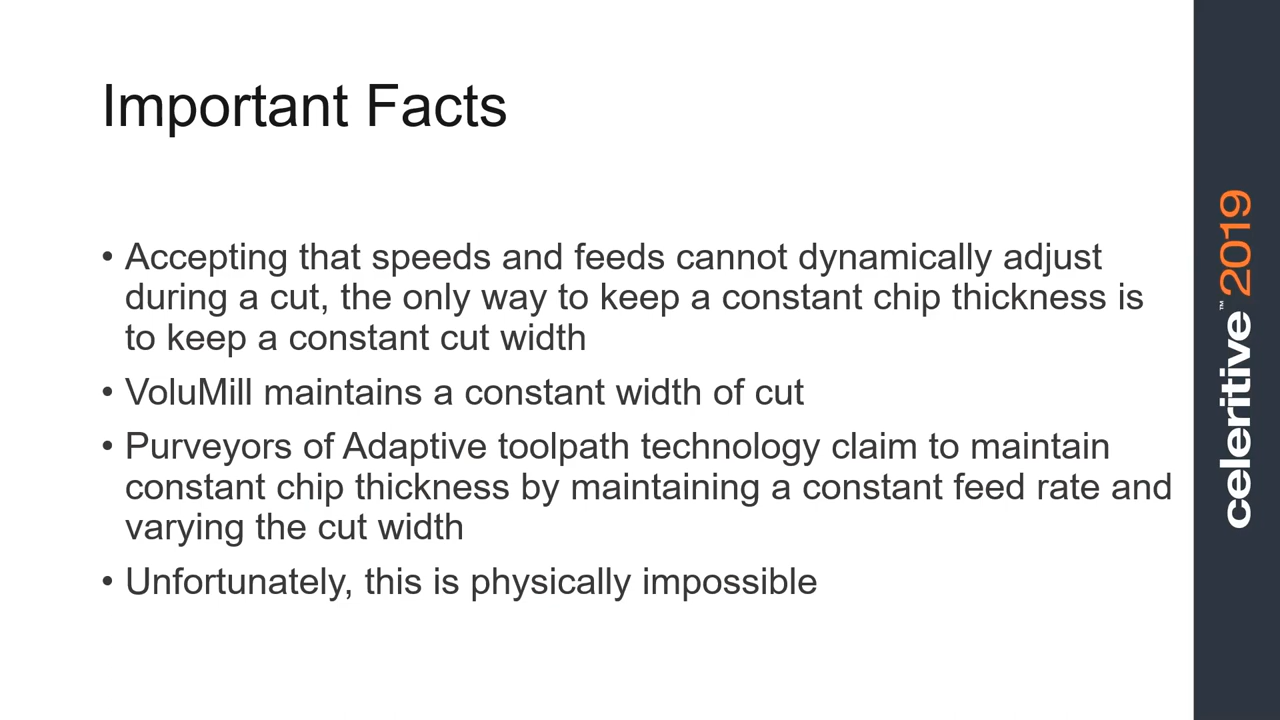 Important Facts
• Accepting that speeds and feeds cannot dynamically adjust
during a cut, the only way to keep a constant chip thickness is
to keep a constant cut width
• VoluMill maintains a constant width of cut
• Purveyors of Adaptive toolpath technology claim to maintain
constant chip thickness by maintaining a constant feed rate and
varying the cut width
• Unfortunately, this is physically impossible
celeritive™2019